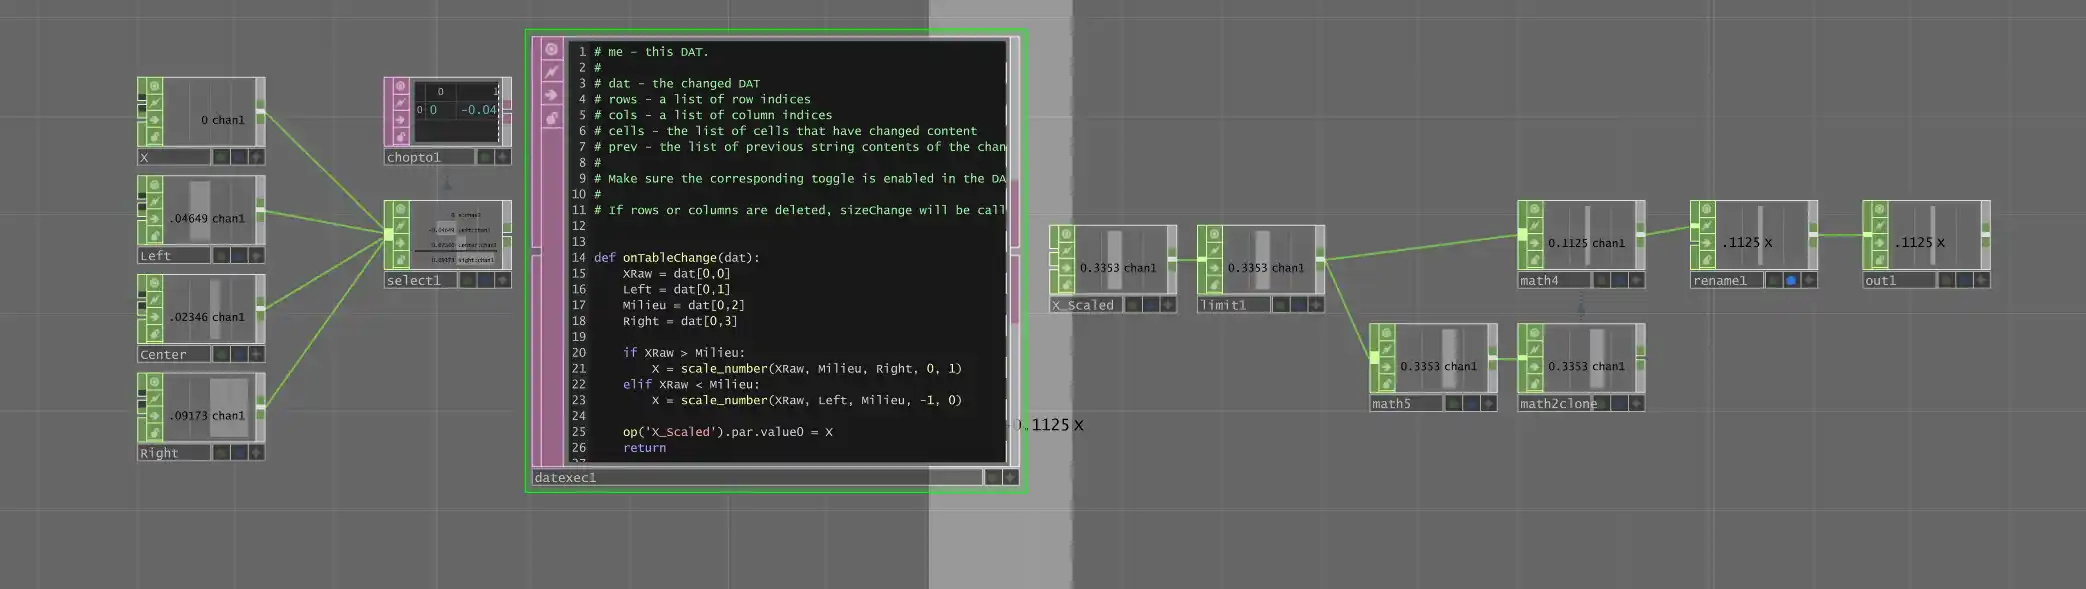 0 chan1
X
.04649 chan1
Left
.02346 chan1
Center
.09173 chan1
Right
0 1
0 0 -0.04
chopto1
select1
1 # me - this DAT.
2 #
3 # dat - the changed DAT
4 # rows - a list of row indices
5 # cols - a list of column indices
6 # cells - the list of cells that have changed content
7 # prev - the list of previous string contents of the chan
8 #
9 # Make sure the corresponding toggle is enabled in the DA
10 #
11 # If rows or columns are deleted, sizeChange will be call
12
13
14 def onTableChange(dat):
15 XRaw = dat[0,0]
16 Left = dat[0,1]
17 Milieu = dat[0,2]
18 Right = dat[0,3]
19
20 if XRaw > Milieu:
21 X = scale_number(XRaw, Milieu, Right, 0, 1)
22 elif XRaw < Milieu:
23 X = scale_number(XRaw, Left, Milieu, -1, 0)
24
25 op('X_Scaled').par.value0 = X
26 return
datexec1
0.1125 X
0.3353 chan1
X_Scaled
0.3353 chan1
limit1
0.1125 chan1
math4
.1125 X
rename1
.1125 X
out1
0.3353 chan1
math5
0.3353 chan1
math2clone